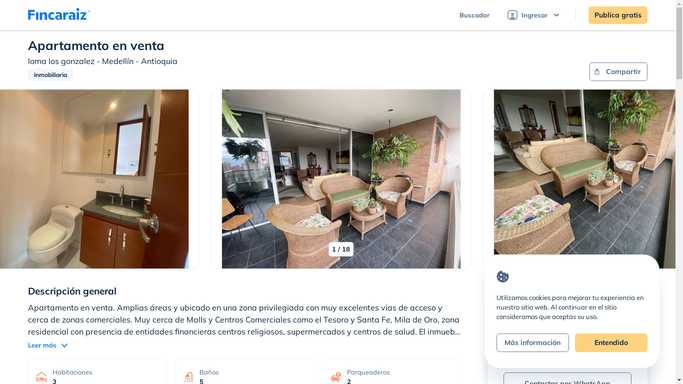 Fincaraiz
Buscador
Ingresar
Publica gratis
Apartamento en venta
loma los gonzalez - Medellín - Antioquia
Inmobiliaria
Compartir
1 / 18
Descripción general
Apartamento en venta. Amplias áreas y ubicado en una zona privilegiada con muy excelentes vias de acceso y
cerca de zonas comerciales. Muy cerca de Malls y Centros Comerciales como el Tesoro y Santa Fe, Mila de Oro, zona
residencial con presencia de entidades financieras centros religiosos, supermercados y centros de salud. El inmueb...
Leer más
Habitaciones
3
Baños
5
Parqueaderos
2
Utilizamos cookies para mejorar tu experiencia en
nuestro sitio web. Al continuar en el sitio
consideramos que aceptas su uso.
Más información
Entendido
Contactar por WhatsApp